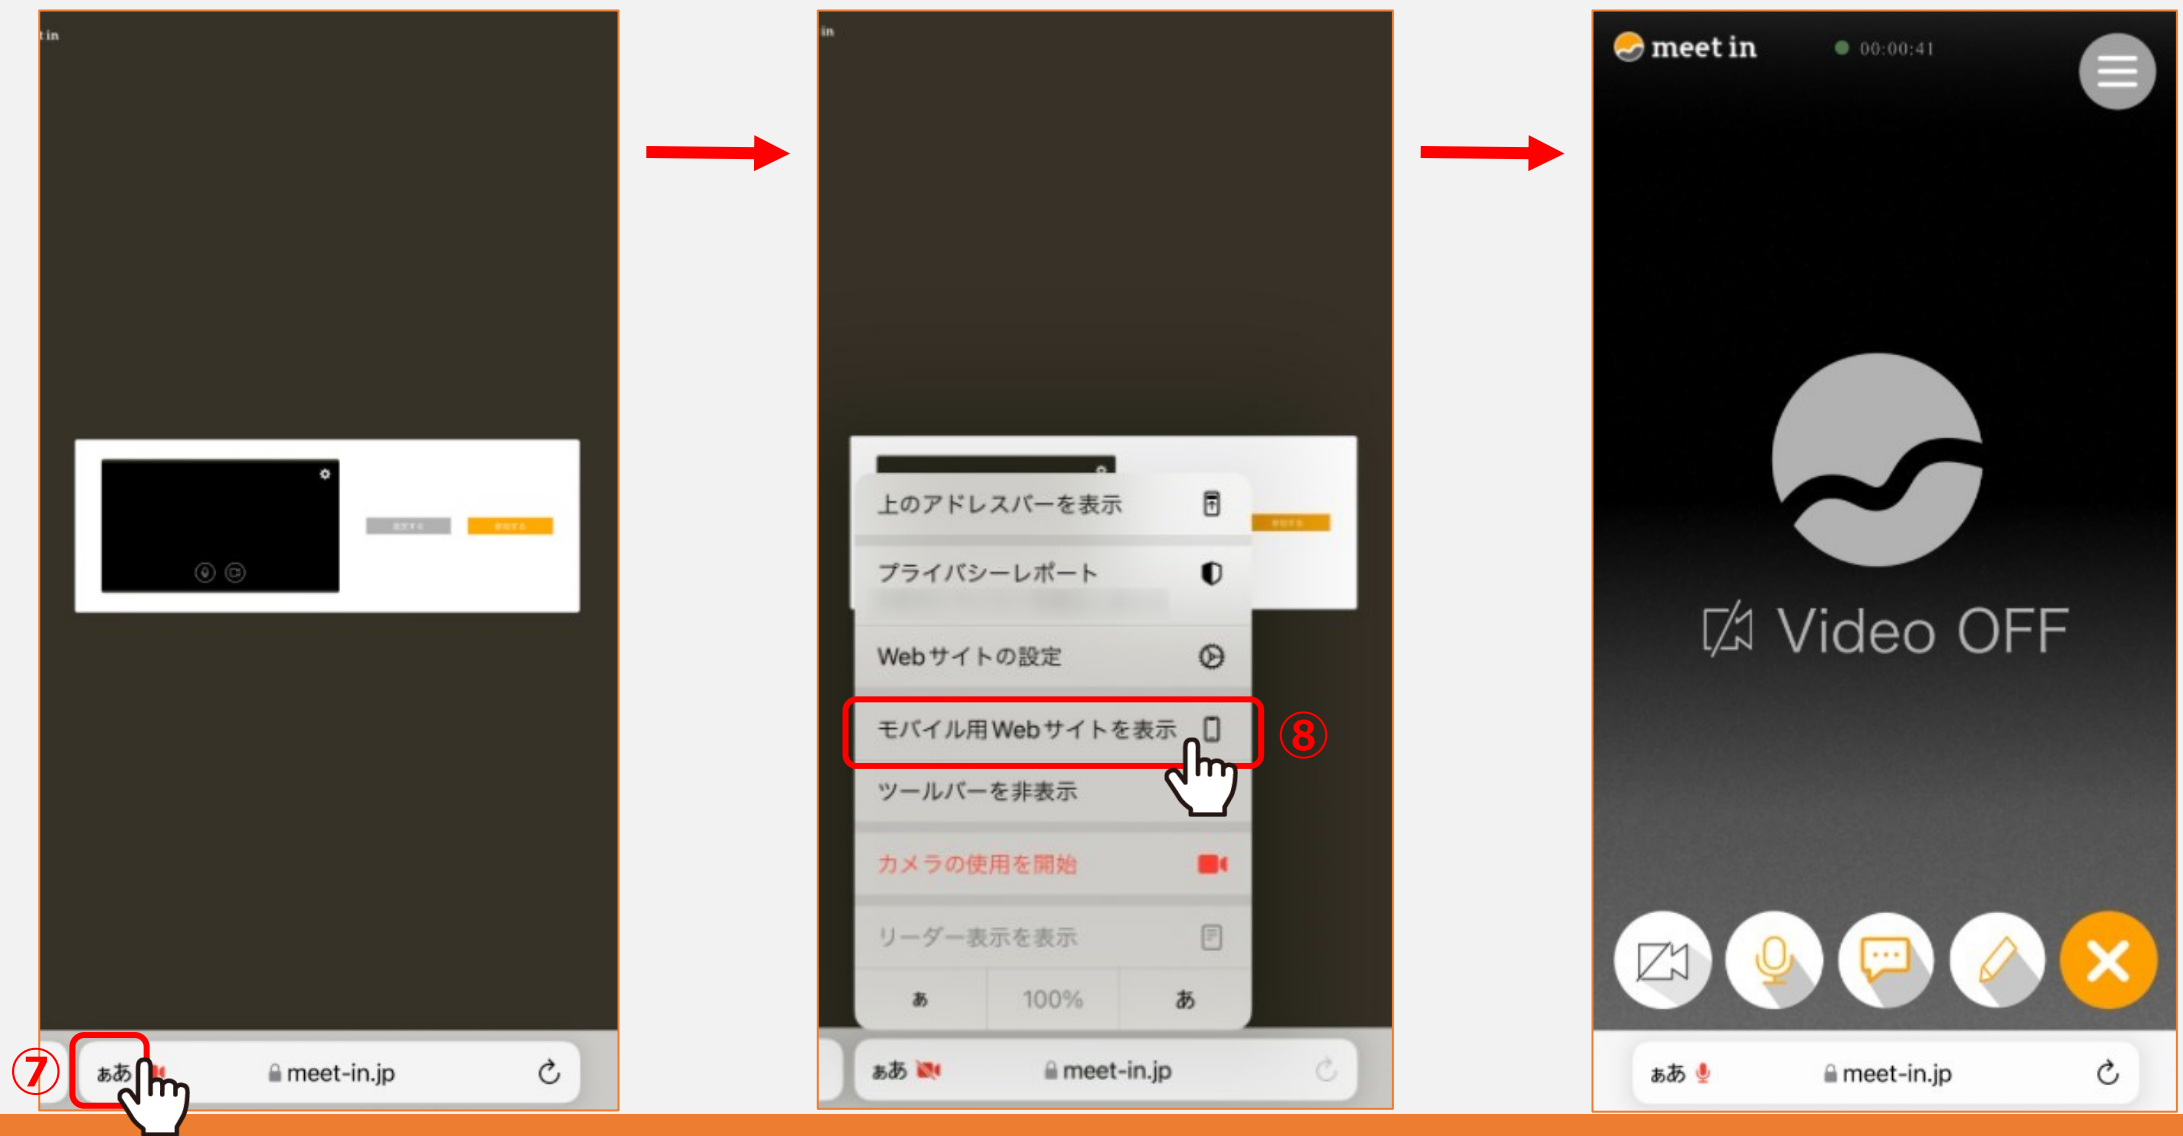 t in
⑦
ぁあ
meet-in.jp
in
上のアドレスバーを表示
プライバシーレポート
Webサイトの設定
モバイル用Webサイトを表示
⑧
ツールバーを非表示
カメラの使用を開始
リーダー表示を表示
あ 100% あ
ぁあ
meet-in.jp
meet in
00:00:41
Video OFF
ぁあ
meet-in.jp